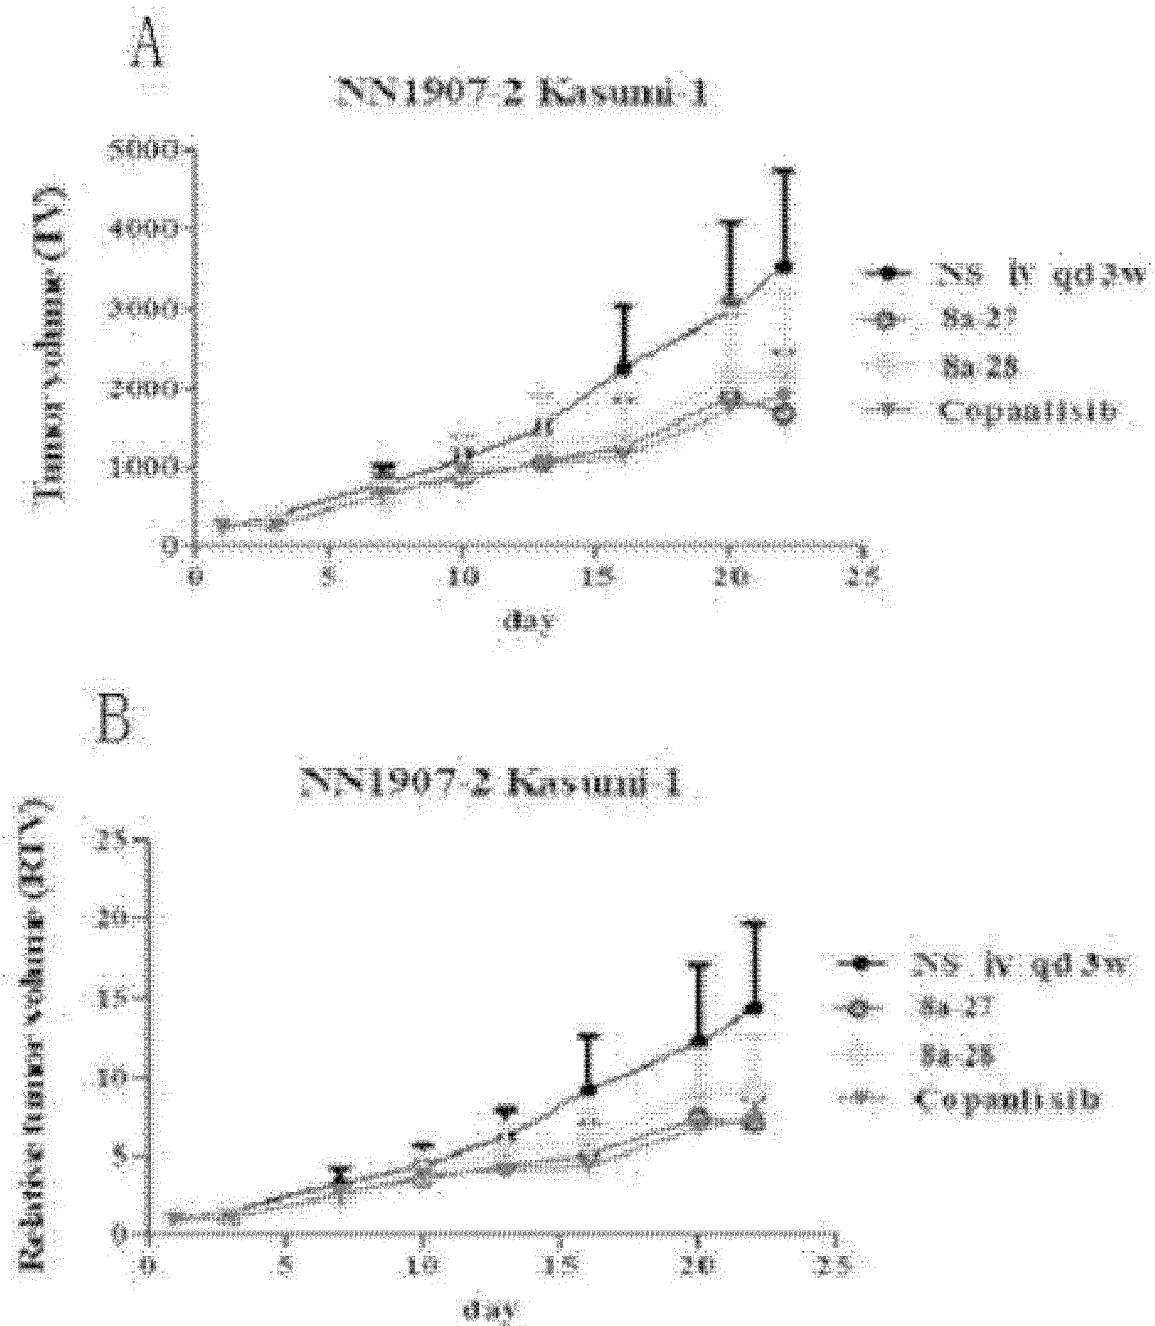 A
NN1907-2 Kasumi-1
Tumor volume (TV)
5000
4000
3000
2000
1000
0
0 5 10 15 20 25
day
NS iv qd 3w
8a-27
8a-28
Copanlisib
B
NN1907-2 Kasumi-1
Relative tumor volume (RTV)
25
20
15
10
5
0
0 5 10 15 20 25
day
NS iv qd 3w
8a-27
8a-28
Copanlisib